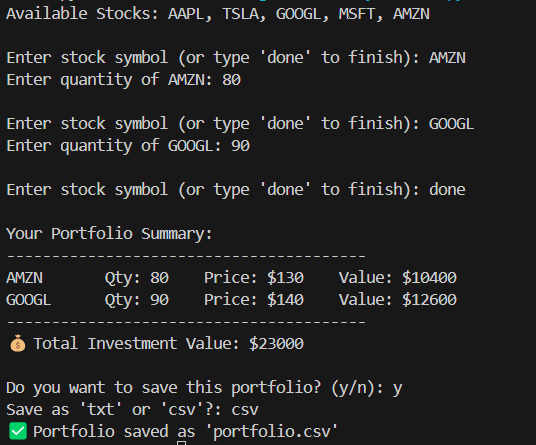 Available Stocks: AAPL, TSLA, GOOGL, MSFT, AMZN
Enter stock symbol (or type 'done' to finish): AMZN
Enter quantity of AMZN: 80
Enter stock symbol (or type 'done' to finish): GOOGL
Enter quantity of GOOGL: 90
Enter stock symbol (or type 'done' to finish): done
Your Portfolio Summary:
----------------------------------------
AMZN       Qty: 80    Price: $130    Value: $10400
GOOGL      Qty: 90    Price: $140    Value: $12600
----------------------------------------
💰 Total Investment Value: $23000
Do you want to save this portfolio? (y/n): y
Save as 'txt' or 'csv'?: csv
✅ Portfolio saved as 'portfolio.csv'